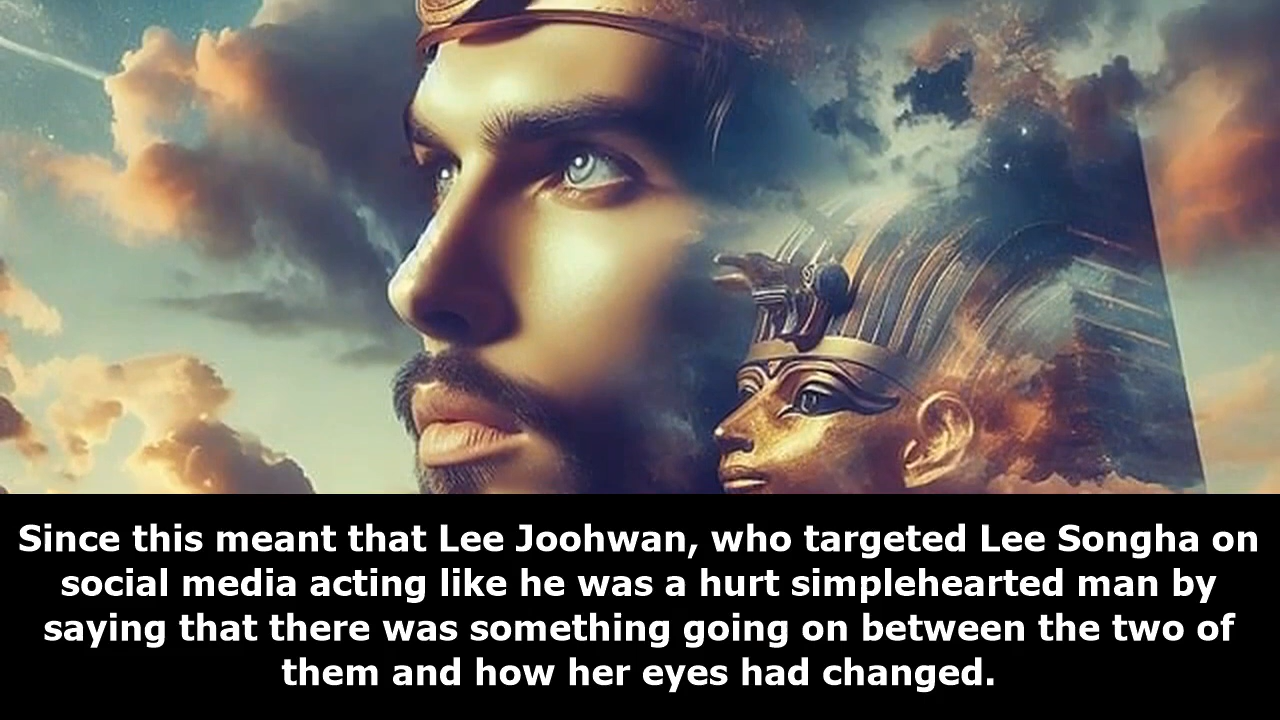 Since this meant that Lee Joohwan, who targeted Lee Songha on
social media acting like he was a hurt simplehearted man by
saying that there was something going on between the two of
them and how her eyes had changed.